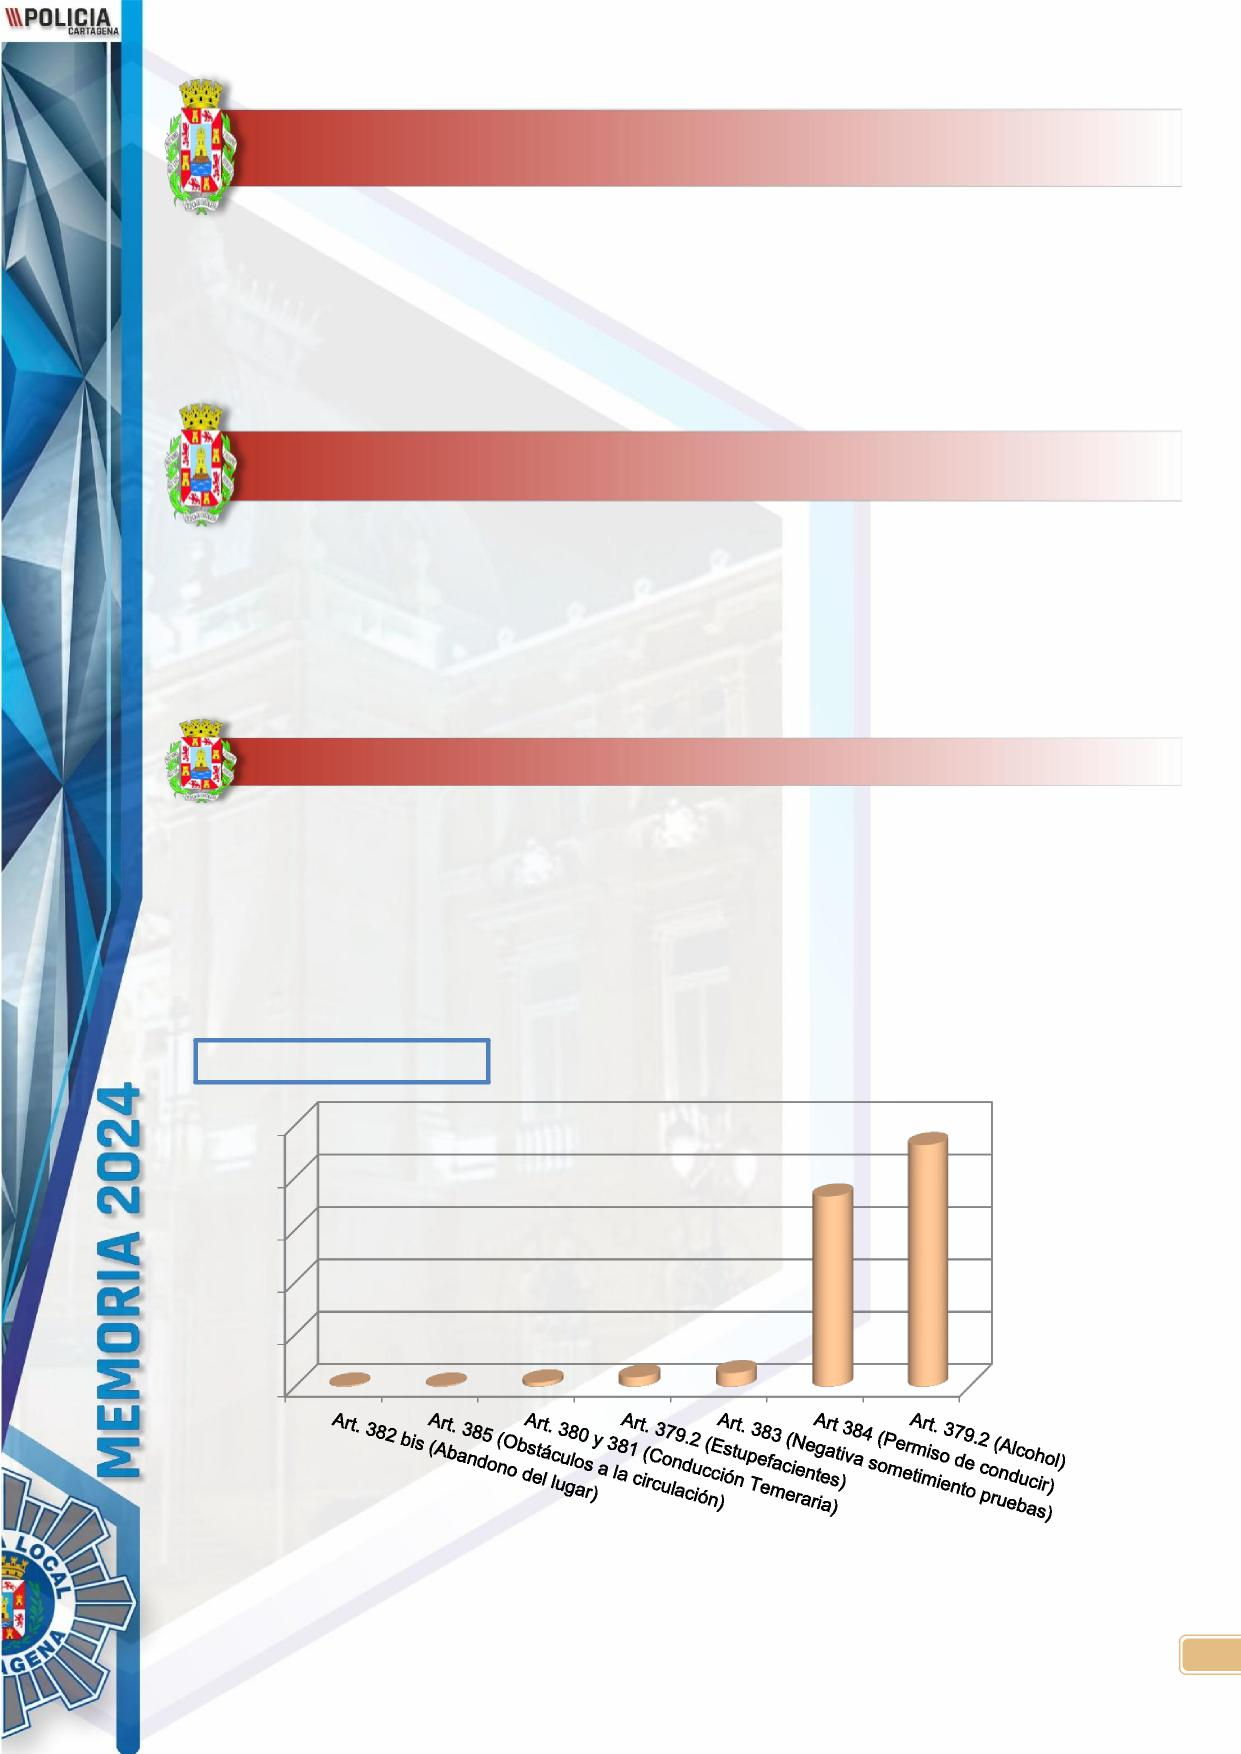 POLICIA
CARTAGENA
MEMORIA 2024
Art. 382 bis (Abandono del lugar)
Art. 385 (Obstáculos a la circulación)
Art. 380 y 381 (Conducción Temeraria)
Art. 379.2 (Estupefacientes)
Art. 383 (Negativa sometimiento pruebas)
Art 384 (Permiso de conducir)
Art. 379.2 (Alcohol)
A LOCAL
AGENA